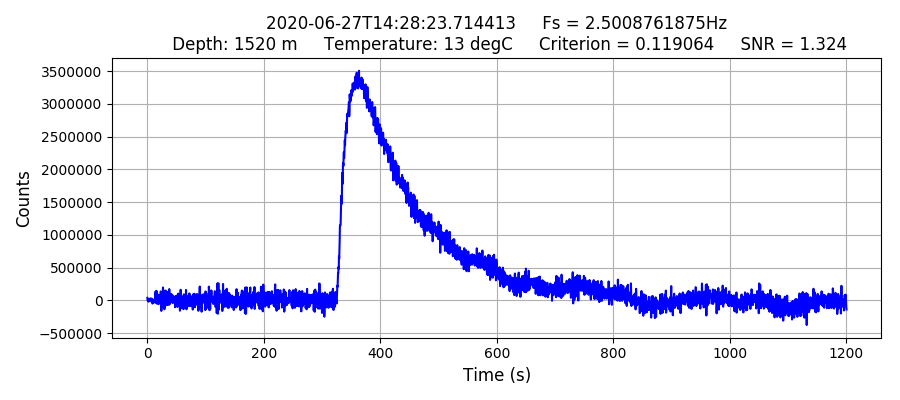 2020-06-27T14:28:23.714413 Fs = 2.5008761875Hz
Depth: 1520 m Temperature: 13 degC Criterion = 0.119064 SNR = 1.324
3500000
3000000
2500000
2000000
1500000
1000000
500000
0
−500000
Counts
0 200 400 600 800 1000 1200
Time (s)